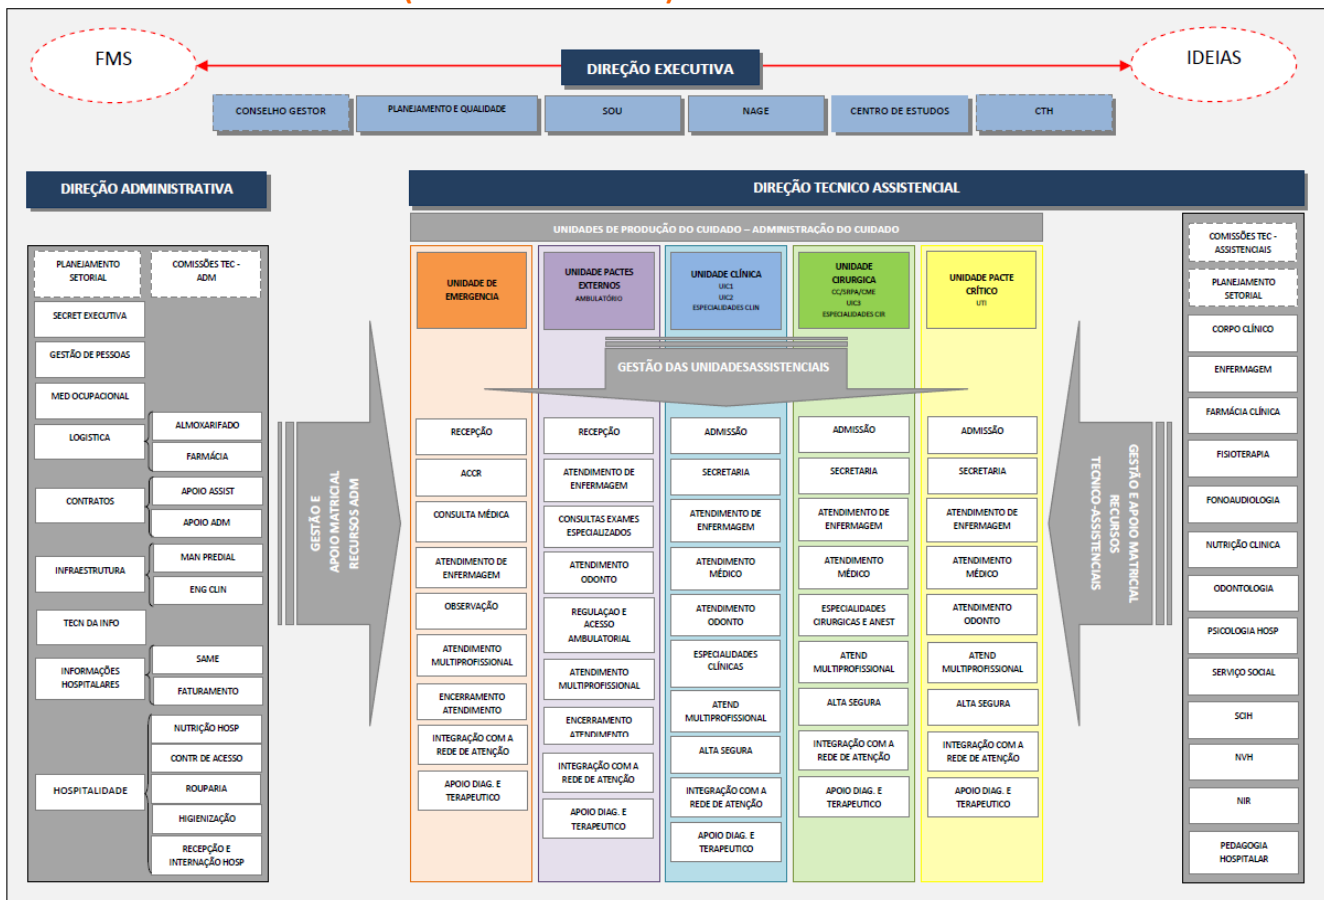 FMS
IDEIAS
DIREÇÃO EXECUTIVA
CONSELHO GESTOR
PLANEJAMENTO E QUALIDADE
SOU
NAGE
CENTRO DE ESTUDOS
CTH
DIREÇÃO ADMINISTRATIVA
DIREÇÃO TECNICO ASSISTENCIAL
PLANEJAMENTO
SETORIAL
COMISSÕES TEC -
ADM
SECRET EXECUTIVA
GESTÃO DE PESSOAS
MED OCUPACIONAL
LOGISTICA
ALMOXARIFADO
FARMÁCIA
CONTRATOS
APOIO ASSIST
APOIO ADM
INFRAESTRUTURA
MAN PREDIAL
ENG CLIN
TECN DA INFO
INFORMAÇÕES
HOSPITALARES
SAME
FATURAMENTO
HOSPITALIDADE
NUTRIÇÃO HOSP
CONTR DE ACESSO
ROUPARIA
HIGIENIZAÇÃO
RECEPÇÃO E
INTERNAÇÃO HOSP
GESTÃO E
APOIO MATRICIAL
RECURSOS ADM
UNIDADES DE PRODUÇÃO DO CUIDADO – ADMINISTRAÇÃO DO CUIDADO
UNIDADE DE
EMERGENCIA
UNIDADE PACTES
EXTERNOS
AMBULATÓRIO
UNIDADE CLÍNICA
UIC1
UIC2
ESPECIALIDADES CLIN
UNIDADE
CIRURGICA
CC/SRPA/CME
UIC3
ESPECIALIDADES CIR
UNIDADE PACTE
CRÍTICO
UTI
GESTÃO DAS UNIDADESASSISTENCIAIS
RECEPÇÃO
ACCR
CONSULTA MÉDICA
ATENDIMENTO DE
ENFERMAGEM
OBSERVAÇÃO
ATENDIMENTO
MULTIPROFISSIONAL
ENCERRAMENTO
ATENDIMENTO
INTEGRAÇÃO COM A
REDE DE ATENÇÃO
APOIO DIAG. E
TERAPEUTICO
RECEPÇÃO
ATENDIMENTO DE
ENFERMAGEM
CONSULTAS EXAMES
ESPECIALIZADOS
ATENDIMENTO
ODONTO
REGULAÇAO E
ACESSO
AMBULATORIAL
ATENDIMENTO
MULTIPROFISSIONAL
ENCERRAMENTO
ATENDIMENTO
INTEGRAÇÃO COM A
REDE DE ATENÇÃO
APOIO DIAG. E
TERAPEUTICO
ADMISSÃO
SECRETARIA
ATENDIMENTO DE
ENFERMAGEM
ATENDIMENTO
MÉDICO
ATENDIMENTO
ODONTO
ESPECIALIDADES
CLÍNICAS
ATEND
MULTIPROFISSIONAL
ALTA SEGURA
INTEGRAÇÃO COM A
REDE DE ATENÇÃO
APOIO DIAG. E
TERAPEUTICO
ADMISSÃO
SECRETARIA
ATENDIMENTO DE
ENFERMAGEM
ATENDIMENTO
MÉDICO
ESPECIALIDADES
CIRURGICAS E ANEST
ATEND
MULTIPROFISSIONAL
ALTA SEGURA
INTEGRAÇÃO COM A
REDE DE ATENÇÃO
APOIO DIAG. E
TERAPEUTICO
ADMISSÃO
SECRETARIA
ATENDIMENTO DE
ENFERMAGEM
ATENDIMENTO
MÉDICO
ATENDIMENTO
ODONTO
ATEND
MULTIPROFISSIONAL
ALTA SEGURA
INTEGRAÇÃO COM A
REDE DE ATENÇÃO
APOIO DIAG. E
TERAPEUTICO
GESTÃO E APOIO MATRICIAL
RECURSOS
TECNICO-ASSISTENCIAIS
COMISSÕES TEC -
ASSISTENCIAIS
PLANEJAMENTO
SETORIAL
CORPO CLÍNICO
ENFERMAGEM
FARMÁCIA CLÍNICA
FISIOTERAPIA
FONOAUDIOLOGIA
NUTRIÇÃO CLINICA
ODONTOLOGIA
PSICOLOGIA HOSP
SERVIÇO SOCIAL
SCIH
NVH
NIR
PEDAGOGIA
HOSPITALAR